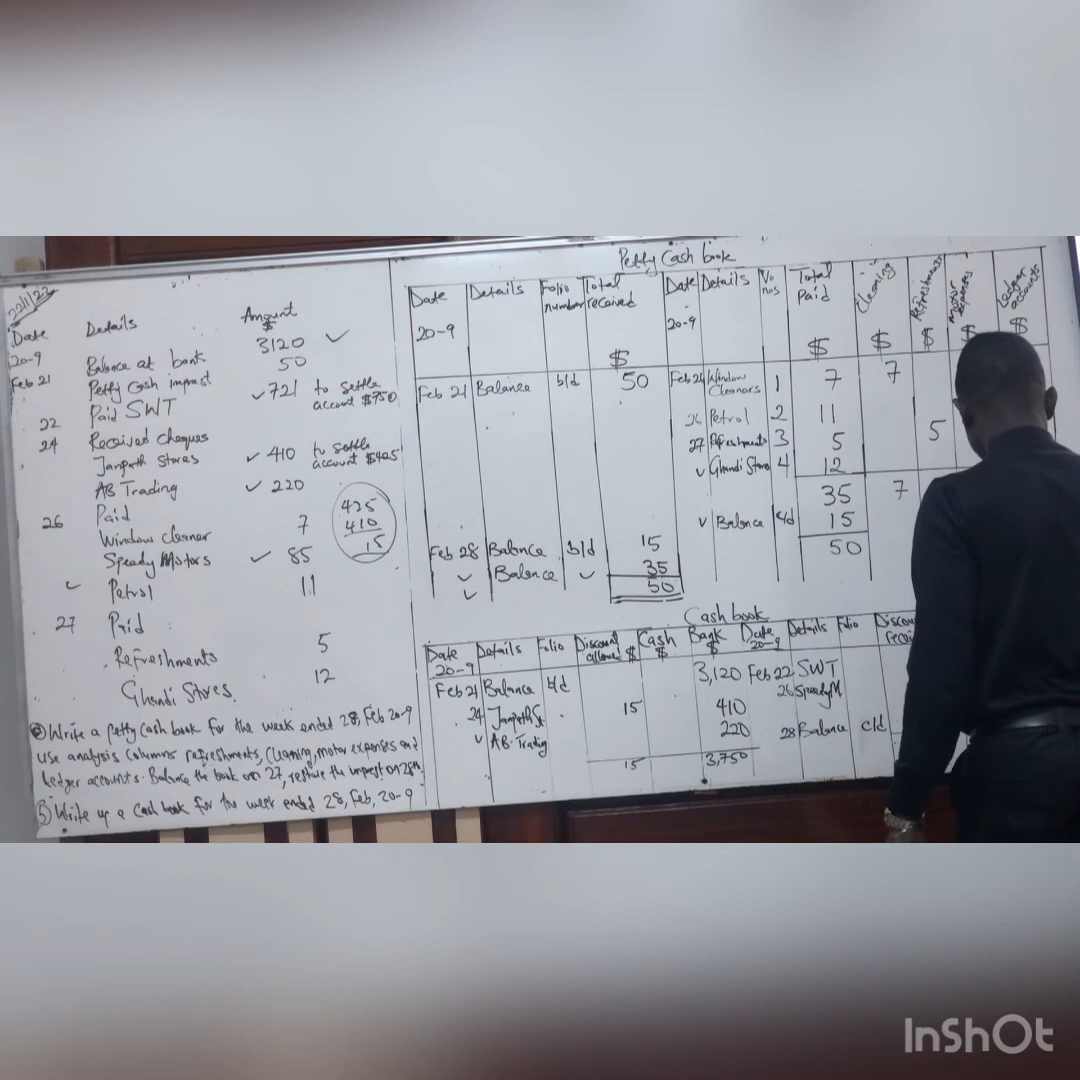 22/1/22
Date Details Amount
$
20-9
Feb 21 Balance at bank 3120
Petty Cash imprest 50
22 Paid SWT 721 to settle account $750
24 Received cheques
Janpath Stores 410 to settle account $425
AB Trading 220
26 Paid
Window cleaner 7
Speedy Motors 85
Petrol 11
27 Paid
Refreshments 5
Ghandi Stores 12
425
410
15
a) Write a Petty Cash book for the week ended 28, Feb 20-9
use analysis columns refreshments, cleaning, motor expenses and
ledger accounts. Balance the book on 27, restore the imprest on 28th.
b) Write up a cash book for the week ended 28, Feb, 20-9
Petty Cash book
Date Details Folio number Total received Date Details Vo nos Total paid Cleaning Refreshments motor expenses ledger accounts
20-9 20-9
$ $ $ $ $ $
Feb 21 Balance b/d 50 Feb 26 Window Cleaners 1 7 7
26 Petrol 2 11
27 Refreshments 3 5 5
Ghandi Stores 4 12
35 7
Balance c/d 15
50
Feb 28 Balance b/d 15
Balance 35
50
Cash book
Date Details Folio Discount allowed $ Cash $ Bank $ Date Details Folio Discou
20-9 20-9
Feb 21 Balance b/d 3,120 Feb 22 SWT
24 Janpath St. 15 410 26 Speedy M
AB. Trading 220 28 Balance c/d
15 3,750
InShOt